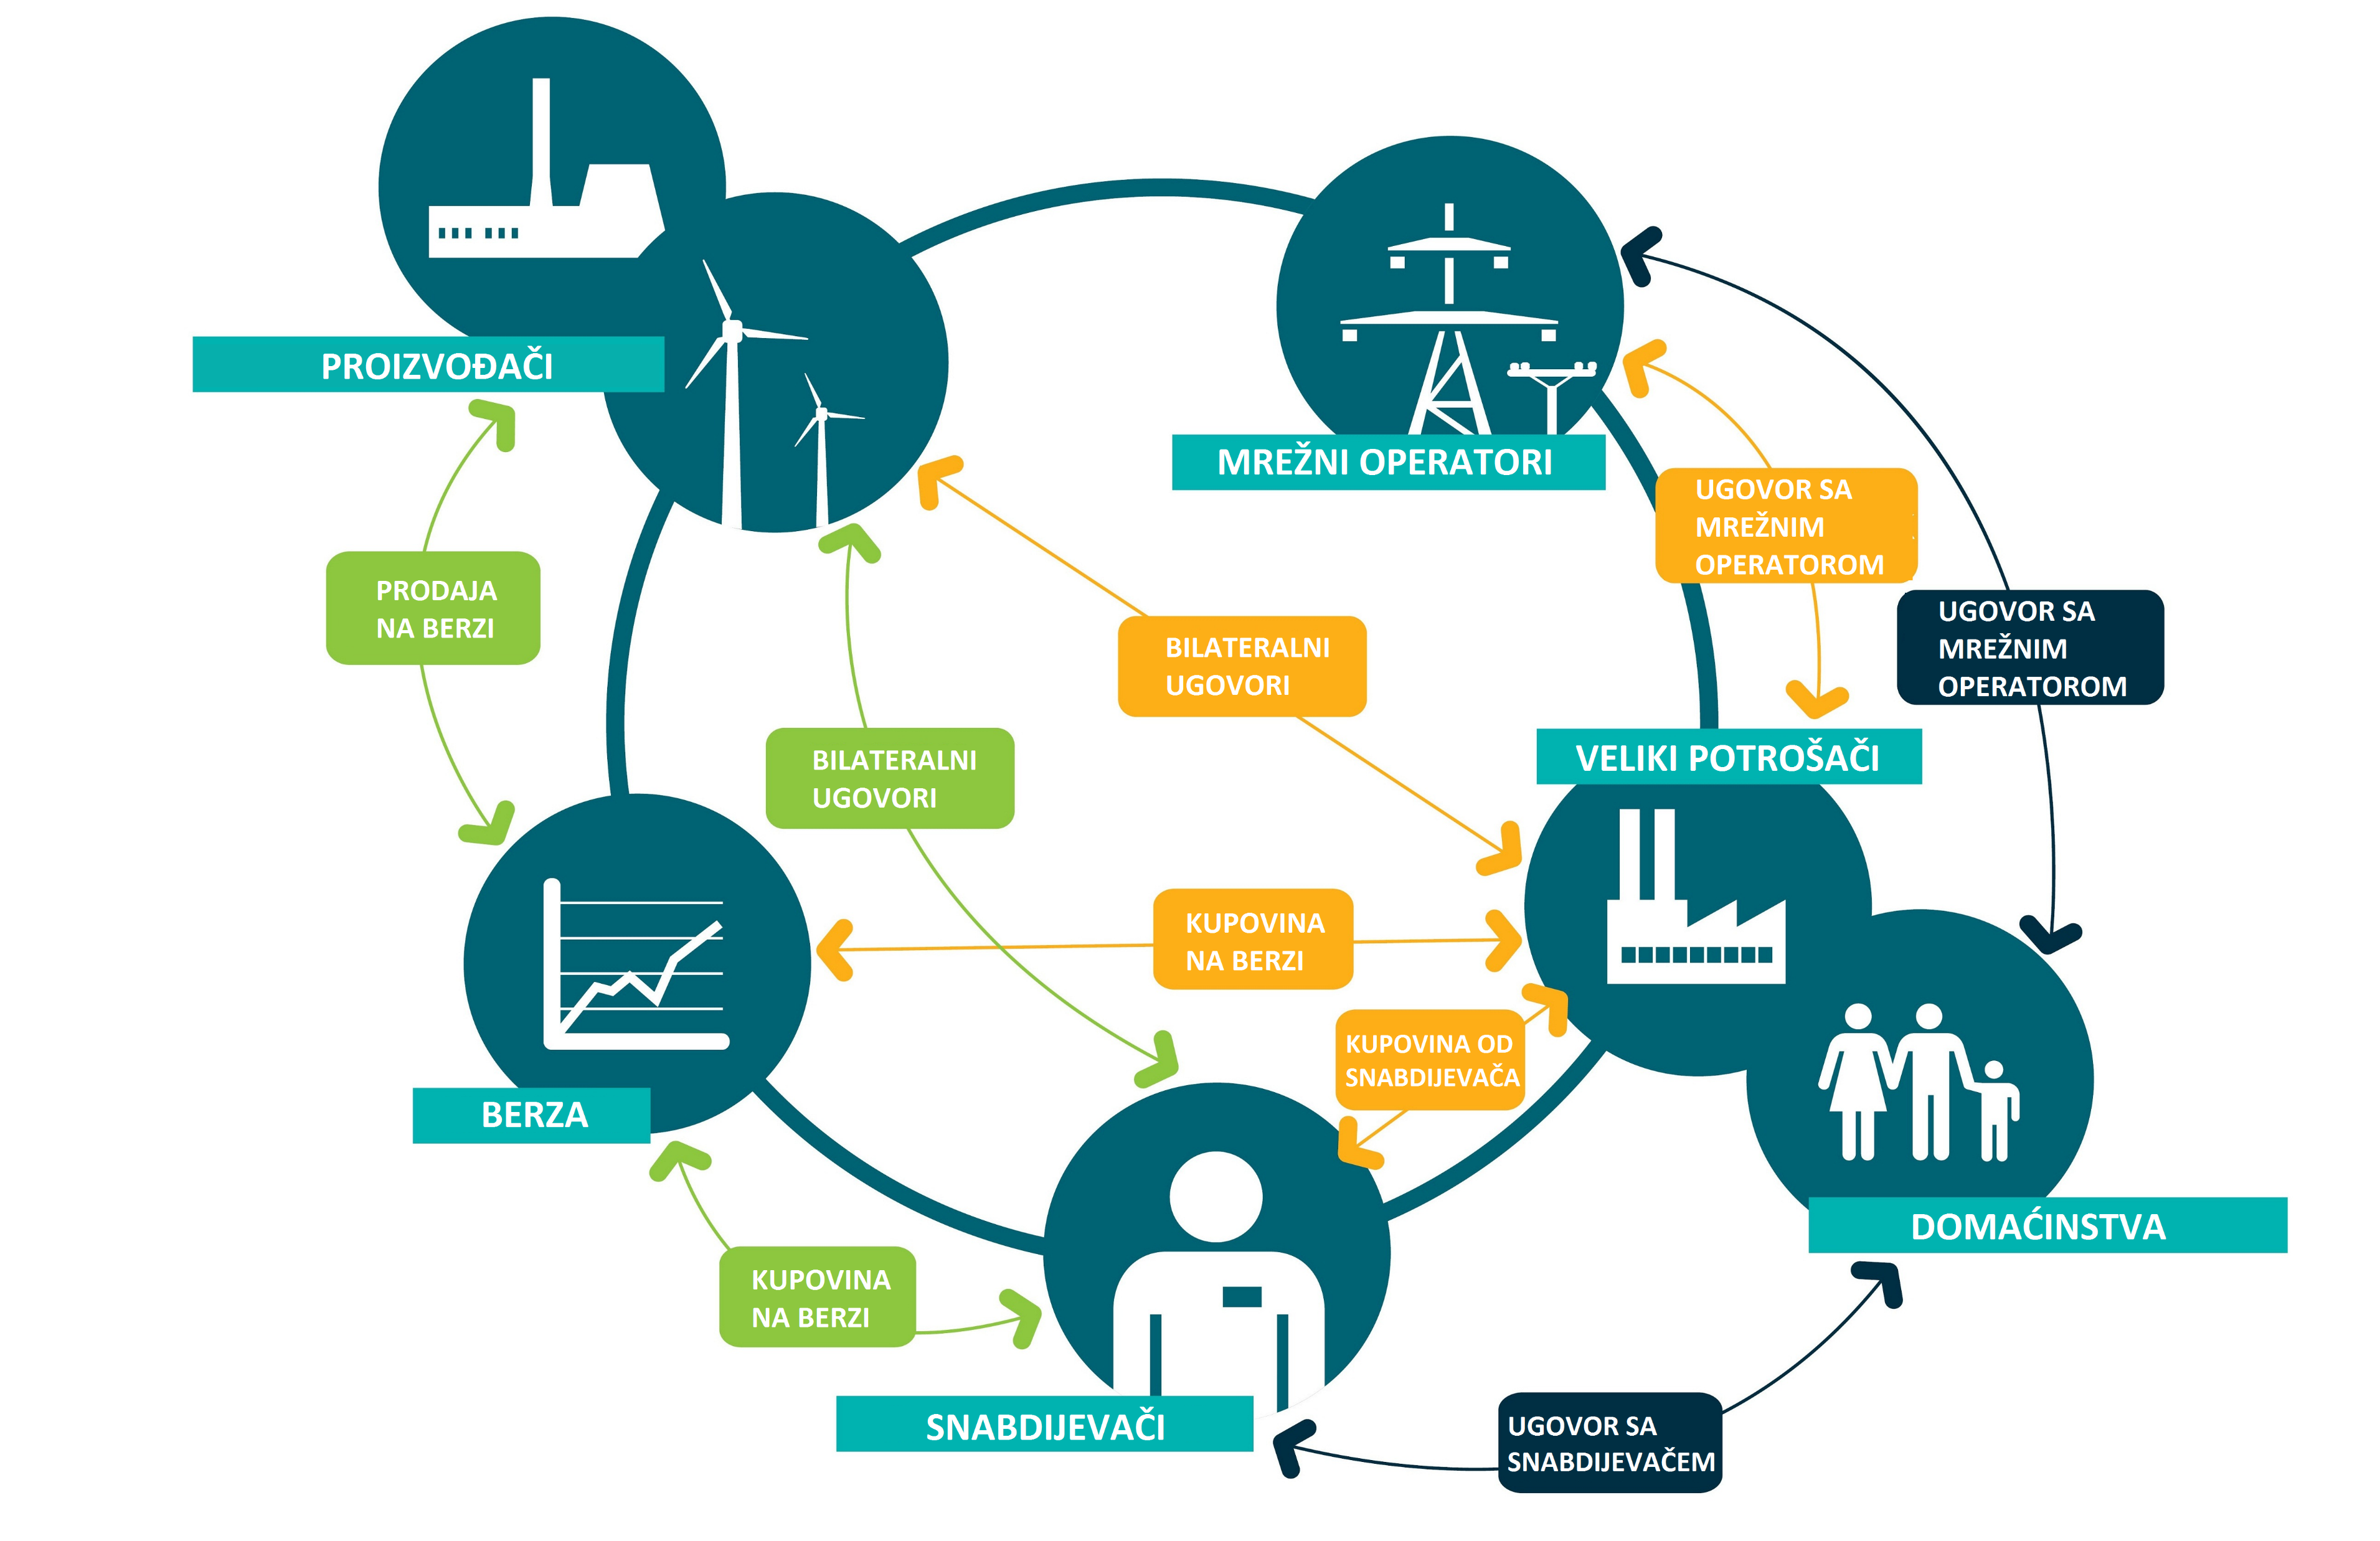 PROIZVOĐAČI
MREŽNI OPERATORI
UGOVOR SA
MREŽNIM
OPERATOROM
UGOVOR SA
MREŽNIM
OPERATOROM
PRODAJA
NA BERZI
BILATERALNI
UGOVORI
BILATERALNI
UGOVORI
VELIKI POTROŠAČI
KUPOVINA
NA BERZI
KUPOVINA OD
SNABDIJEVAČA
BERZA
DOMAĆINSTVA
KUPOVINA
NA BERZI
SNABDIJEVAČI
UGOVOR SA
SNABDIJEVAČEM